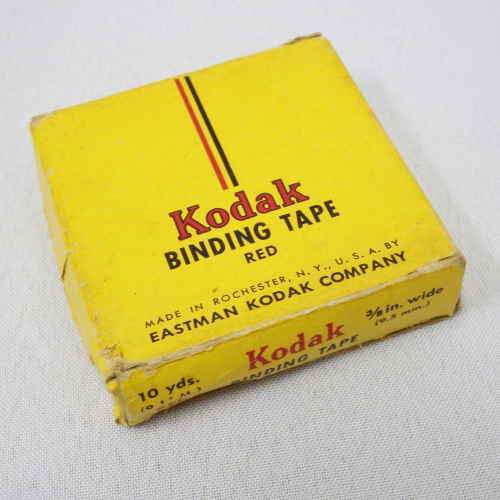 Kodak
BINDING TAPE
RED
MADE IN ROCHESTER, N. Y., U. S. A. BY
EASTMAN KODAK COMPANY
10 yds.
Kodak
BINDING TAPE
3/8 in. wide
(9.5 mm.)